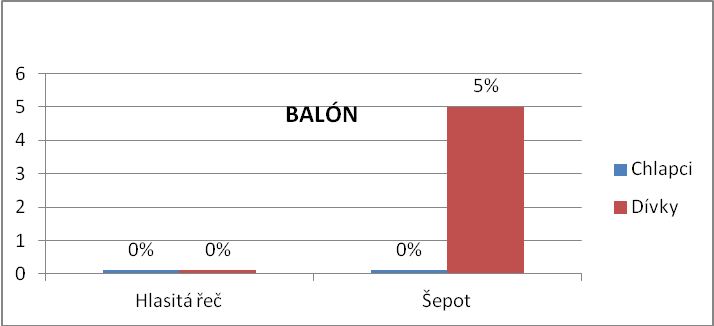 BALÓN
6
5
4
3
2
1
0
0%
0%
0%
5%
Hlasitá řeč
Šepot
Chlapci
Dívky